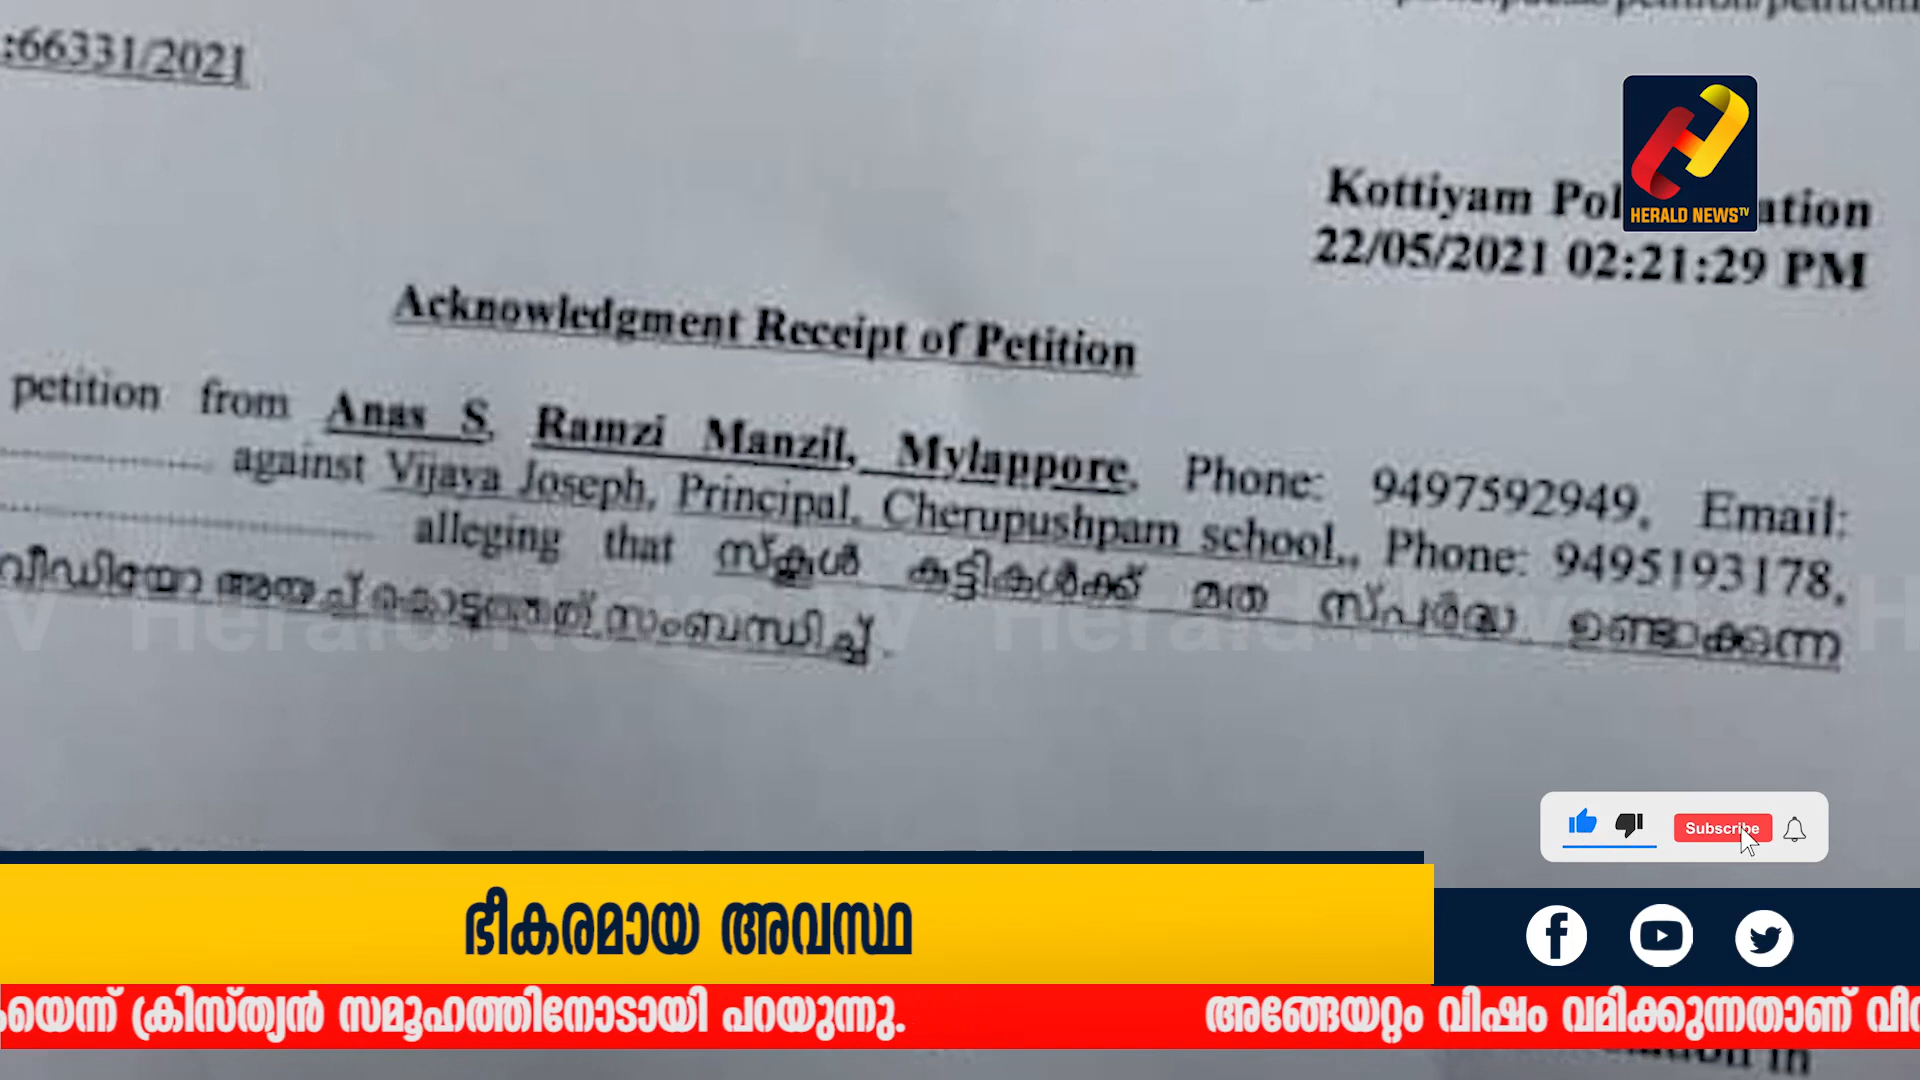 :66331/2021
HERALD NEWS TV
Kottiyam Pol ation
22/05/2021 02:21:29 PM
Acknowledgment Receipt of Petition
petition from Anas S, Ramzi Manzil, Mylappore, Phone: 9497592949, Email:
against Vijaya Joseph, Principal, Cherupushpam school,, Phone: 9495193178,
alleging that സ്കൂൾ കുട്ടികൾക്ക് മത സ്പർദ്ധ ഉണ്ടാക്കുന്ന
വീഡിയോ അയച്ച് കൊടുത്തത് സംബന്ധിച്ച് .
Subscribe
ഭീകരമായ അവസ്ഥ
യെന്ന് ക്രിസ്ത്യൻ സമൂഹത്തിനോടായി പറയുന്നു. അങ്ങേയറ്റം വിഷം വമിക്കുന്നതാണ് വീ